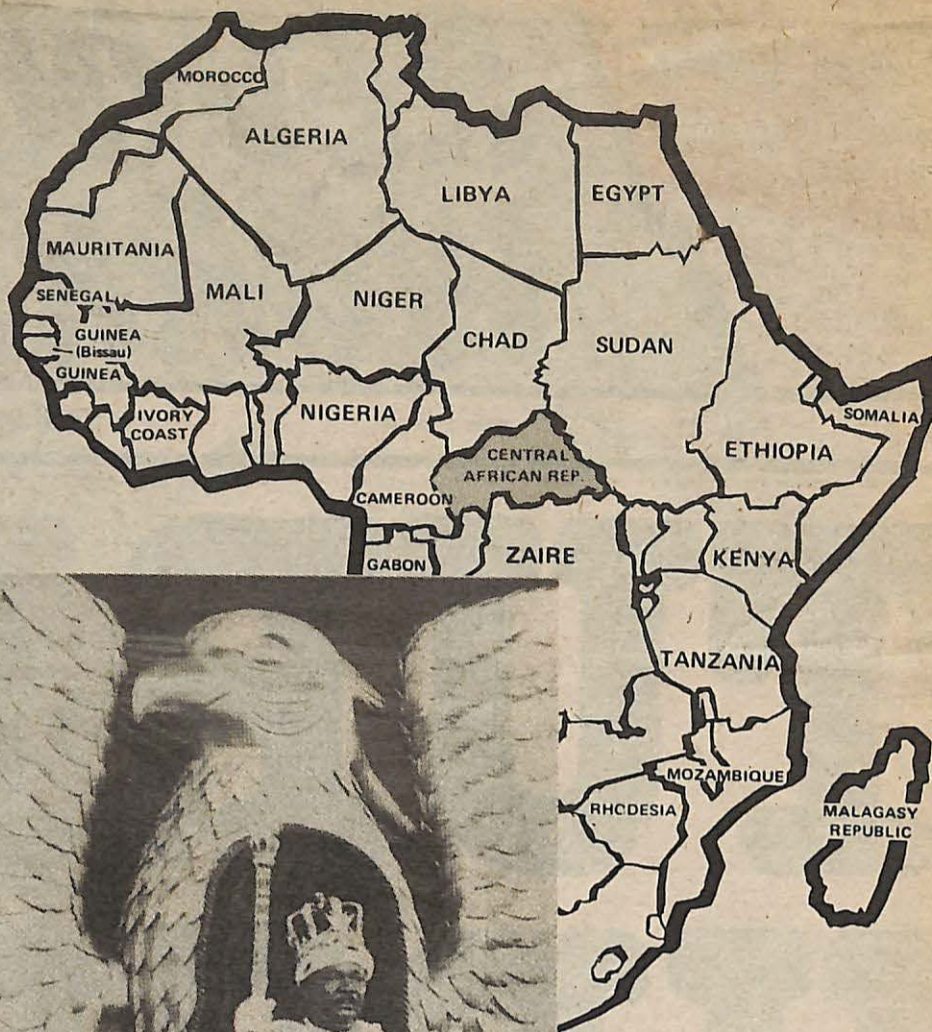 MOROCCO
ALGERIA
LIBYA
EGYPT
MAURITANIA
MALI
NIGER
SENEGAL
CHAD
SUDAN
GUINEA
(Bissau)
GUINEA
IVORY
COAST
NIGERIA
SOMALIA
ETHIOPIA
CENTRAL
AFRICAN REP.
CAMEROON
GABON
ZAIRE
KENYA
TANZANIA
MOZAMBIQUE
RHODESIA
MALAGASY
REPUBLIC